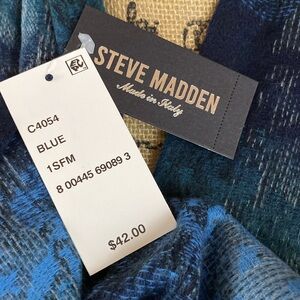 STEVE MADDEN
Made in Italy
C4054
BLUE
1SFM
8 00445 69089 3
$42.00